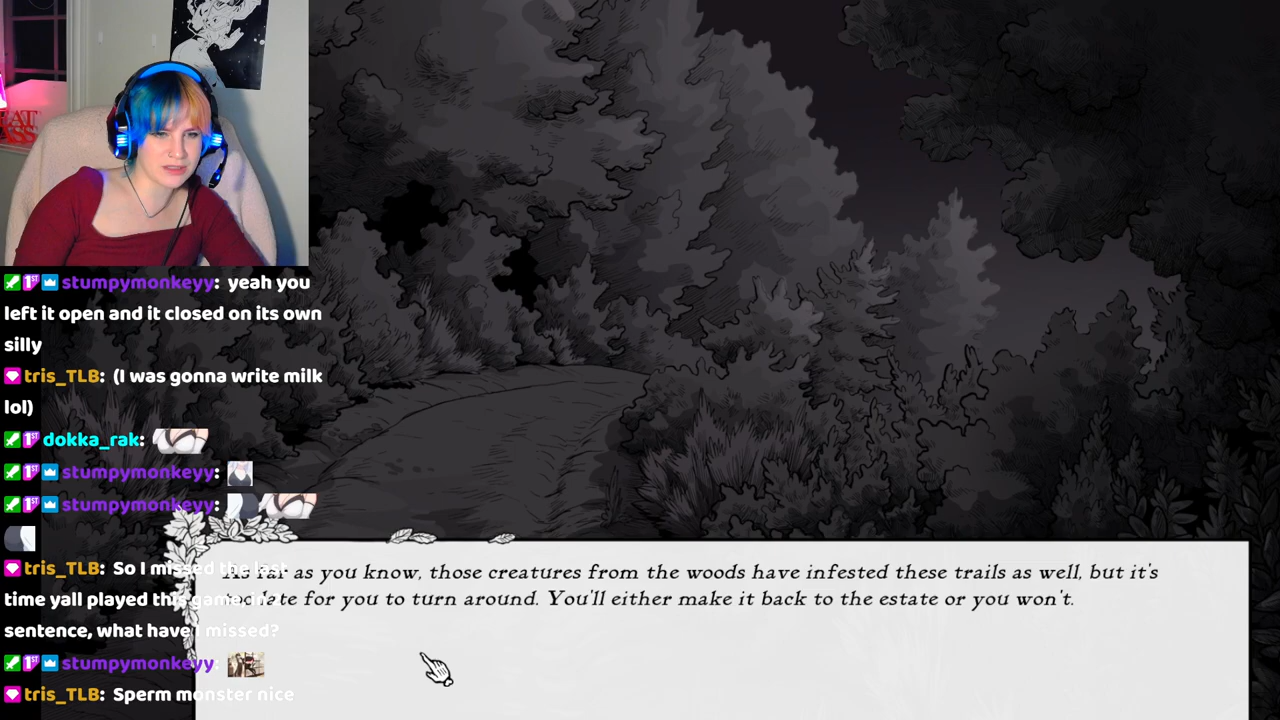 EAT
ASS
stumpymonkeyy: yeah you
left it open and it closed on its own
silly
tris_TLB: (I was gonna write milk
lol)
dokka_rak:
stumpymonkeyy:
stumpymonkeyy:
tris_TLB: So I missed the last
time yall played this game, in 1
sentence, what have I missed?
stumpymonkeyy:
tris_TLB: Sperm monster nice
As far as you know, those creatures from the woods have infested these trails as well, but it's
too late for you to turn around. You'll either make it back to the estate or you won't.